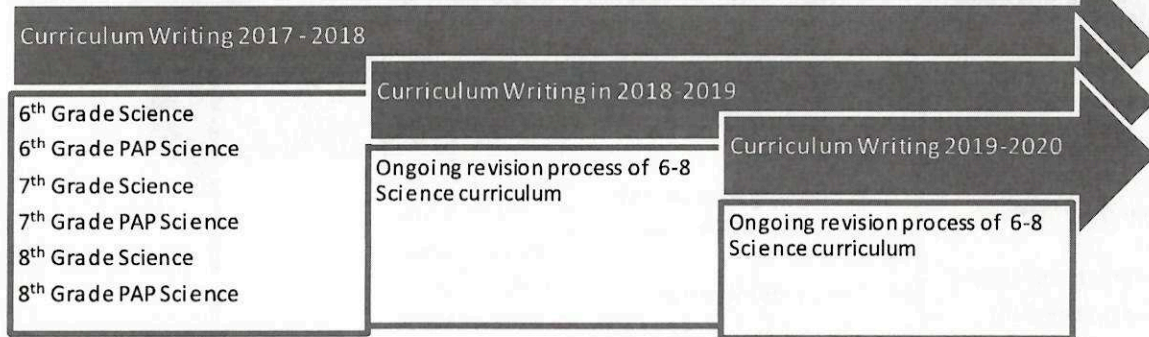 Curriculum Writing 2017 - 2018
6th Grade Science
6th Grade PAP Science
7th Grade Science
7th Grade PAP Science
8th Grade Science
8th Grade PAP Science
Curriculum Writing in 2018-2019
Ongoing revision process of 6-8
Science curriculum
Curriculum Writing 2019-2020
Ongoing revision process of 6-8
Science curriculum